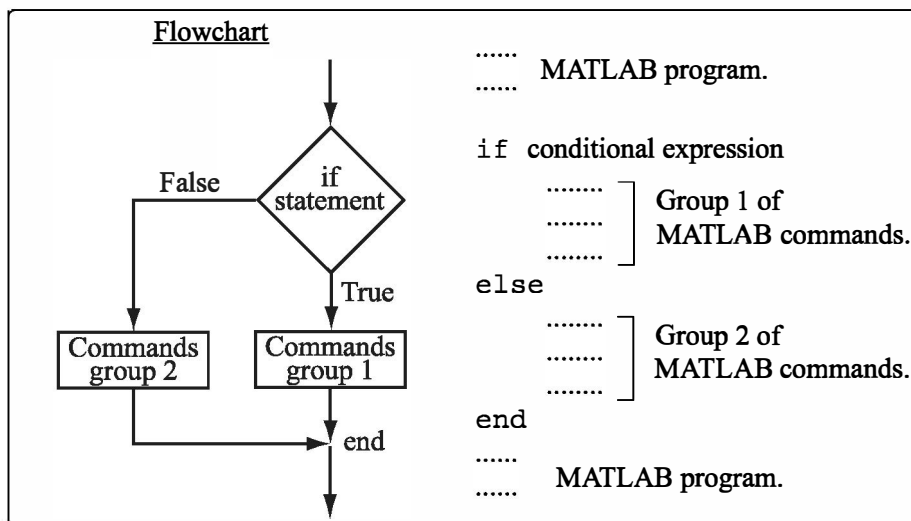 Flowchart
if
statement
False
True
Commands
group 2
Commands
group 1
end
...... MATLAB program.
......
if conditional expression
........ Group 1 of
........ MATLAB commands.
........
else
........ Group 2 of
........ MATLAB commands.
........
end
......
...... MATLAB program.